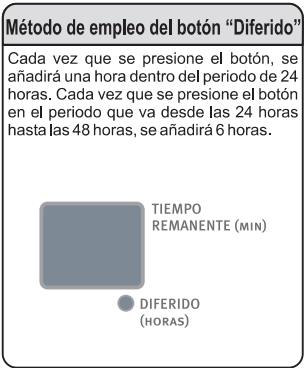 Método de empleo del botón “Diferido”
Cada vez que se presione el botón, se
añadirá una hora dentro del periodo de 24
horas. Cada vez que se presione el botón
en el periodo que va desde las 24 horas
hasta las 48 horas, se añadirá 6 horas.
TIEMPO
REMANENTE (MIN)
DIFERIDO
(HORAS)